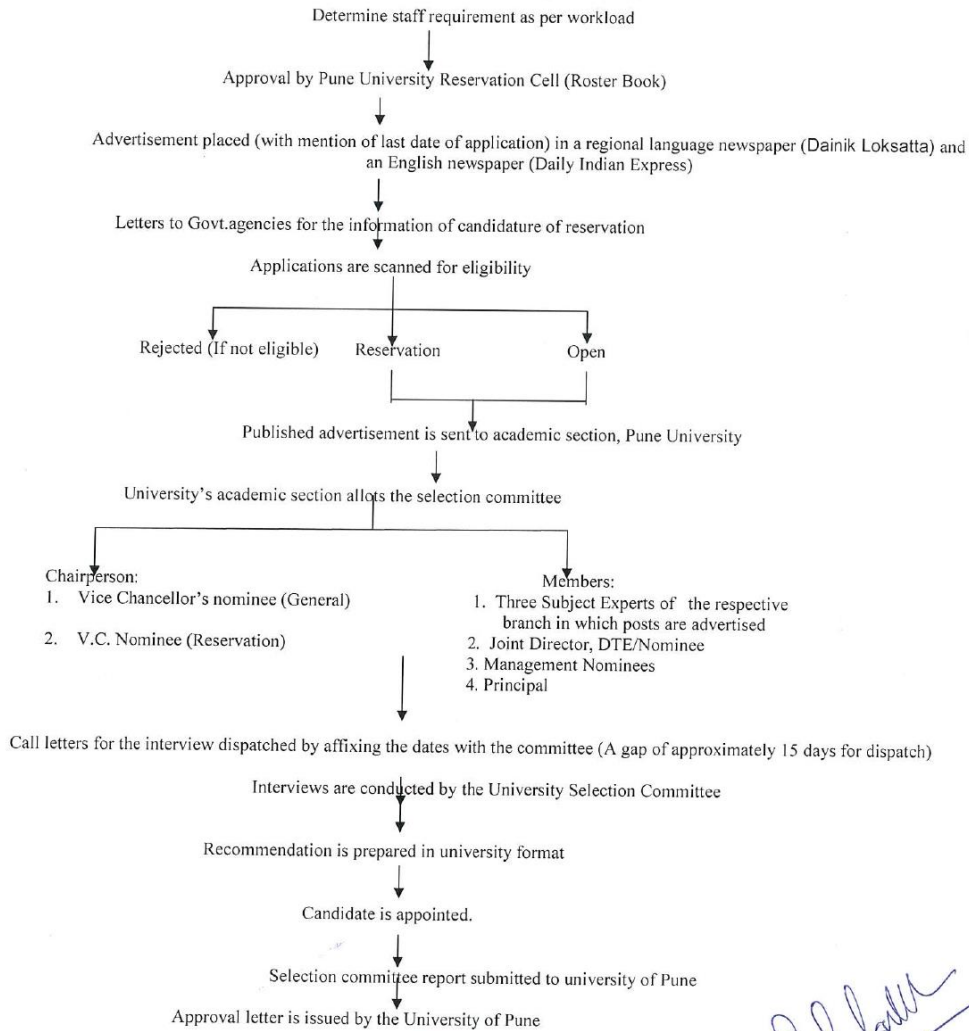 Determine staff requirement as per workload
Approval by Pune University Reservation Cell (Roster Book)
Advertisement placed (with mention of last date of application) in a regional language newspaper (Dainik Loksatta) and
an English newspaper (Daily Indian Express)
Letters to Govt.agencies for the information of candidature of reservation
Applications are scanned for eligibility
Rejected (If not eligible)
Reservation
Open
Published advertisement is sent to academic section, Pune University
University's academic section allots the selection committee
Chairperson:
1. Vice Chancellor's nominee (General)
2. V.C. Nominee (Reservation)
Members:
1. Three Subject Experts of the respective
branch in which posts are advertised
2. Joint Director, DTE/Nominee
3. Management Nominees
4. Principal
Call letters for the interview dispatched by affixing the dates with the committee (A gap of approximately 15 days for dispatch)
Interviews are conducted by the University Selection Committee
Recommendation is prepared in university format
Candidate is appointed.
Selection committee report submitted to university of Pune
Approval letter is issued by the University of Pune